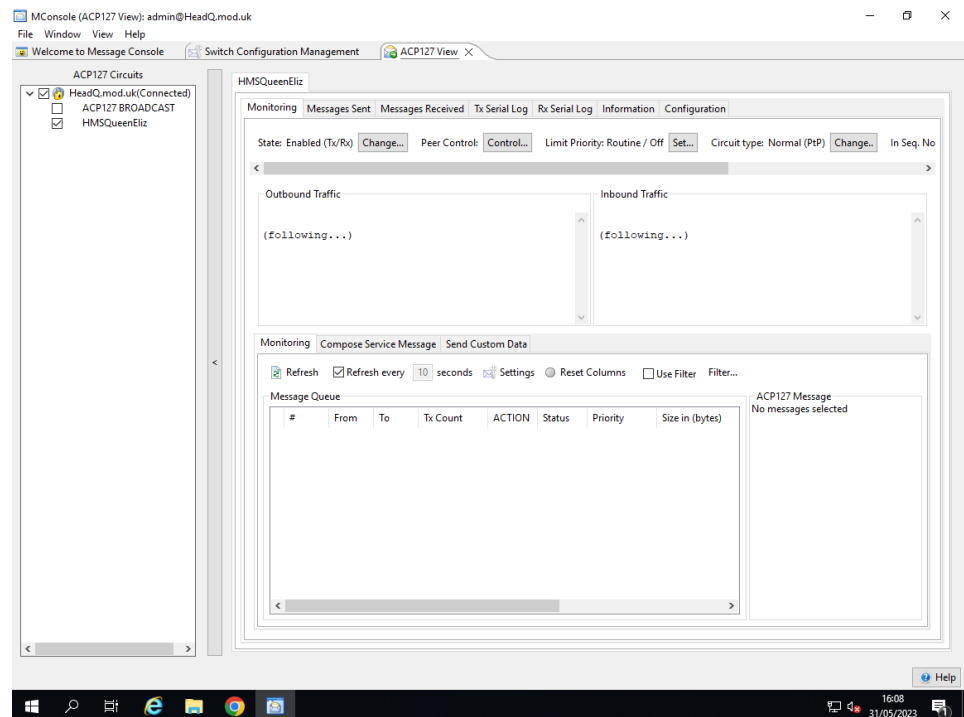 MConsole (ACP127 View): admin@HeadQ.mod.uk
File Window View Help
Welcome to Message Console Switch Configuration Management ACP127 View
ACP127 Circuits
HeadQ.mod.uk(Connected)
ACP127 BROADCAST
HMSQueenEliz
<
HMSQueenEliz
Monitoring Messages Sent Messages Received Tx Serial Log Rx Serial Log Information Configuration
State: Enabled (Tx/Rx) Change... Peer Control: Control... Limit Priority: Routine / Off Set... Circuit type: Normal (PtP) Change.. In Seq. No
Outbound Traffic
(following...)
Inbound Traffic
(following...)
Monitoring Compose Service Message Send Custom Data
Refresh Refresh every 10 seconds Settings Reset Columns Use Filter Filter...
Message Queue
# From To Tx Count ACTION Status Priority Size in (bytes)
ACP127 Message
No messages selected
Help
16:08
31/05/2023
1